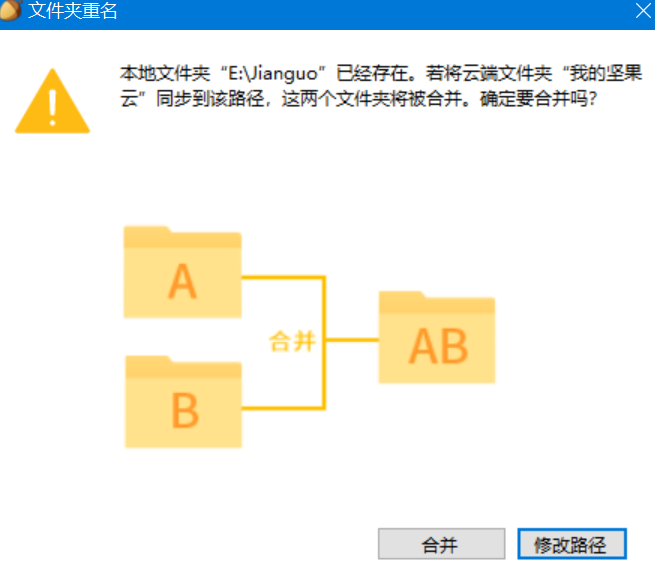 文件夹重名
本地文件夹“E:\Jianguo”已经存在。若将云端文件夹“我的坚果
云”同步到该路径，这两个文件夹将被合并。确定要合并吗？
A
合并
AB
B
合并
修改路径